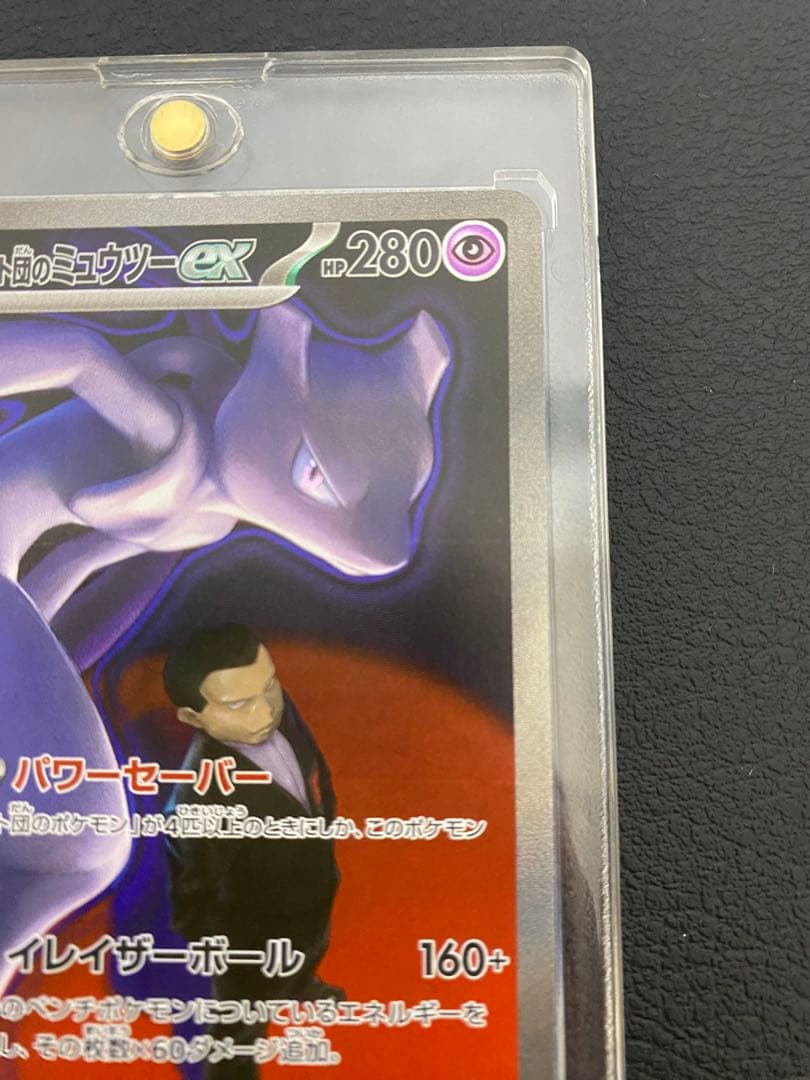 ト団のミュウツーex HP280
パワーセーバー
ト団のポケモン」が4匹以上のときにしか、このポケモン
イレイザーボール 160+
のベンチポケモンについているエネルギーを
し、その枚数×60ダメージ追加。